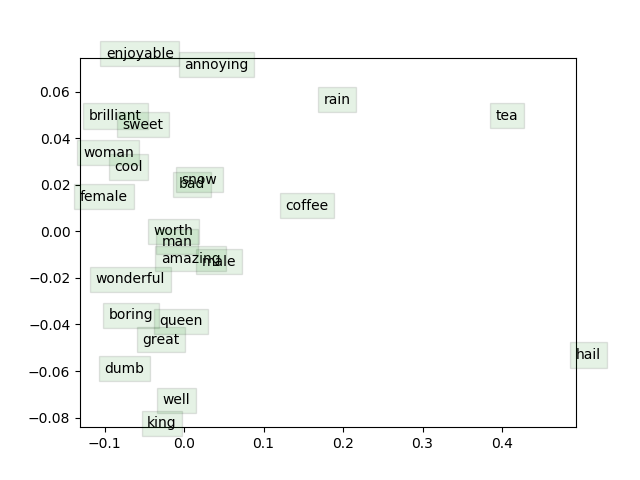 enjoyable
annoying
0.06
rain
brilliant
tea
sweet
0.04
woman
cool
0.02
snow
bad
female
coffee
0.00
worth
man
amazing
male
−0.02
wonderful
boring
queen
−0.04
great
hail
−0.06
dumb
well
−0.08
king
−0.1 0.0 0.1 0.2 0.3 0.4